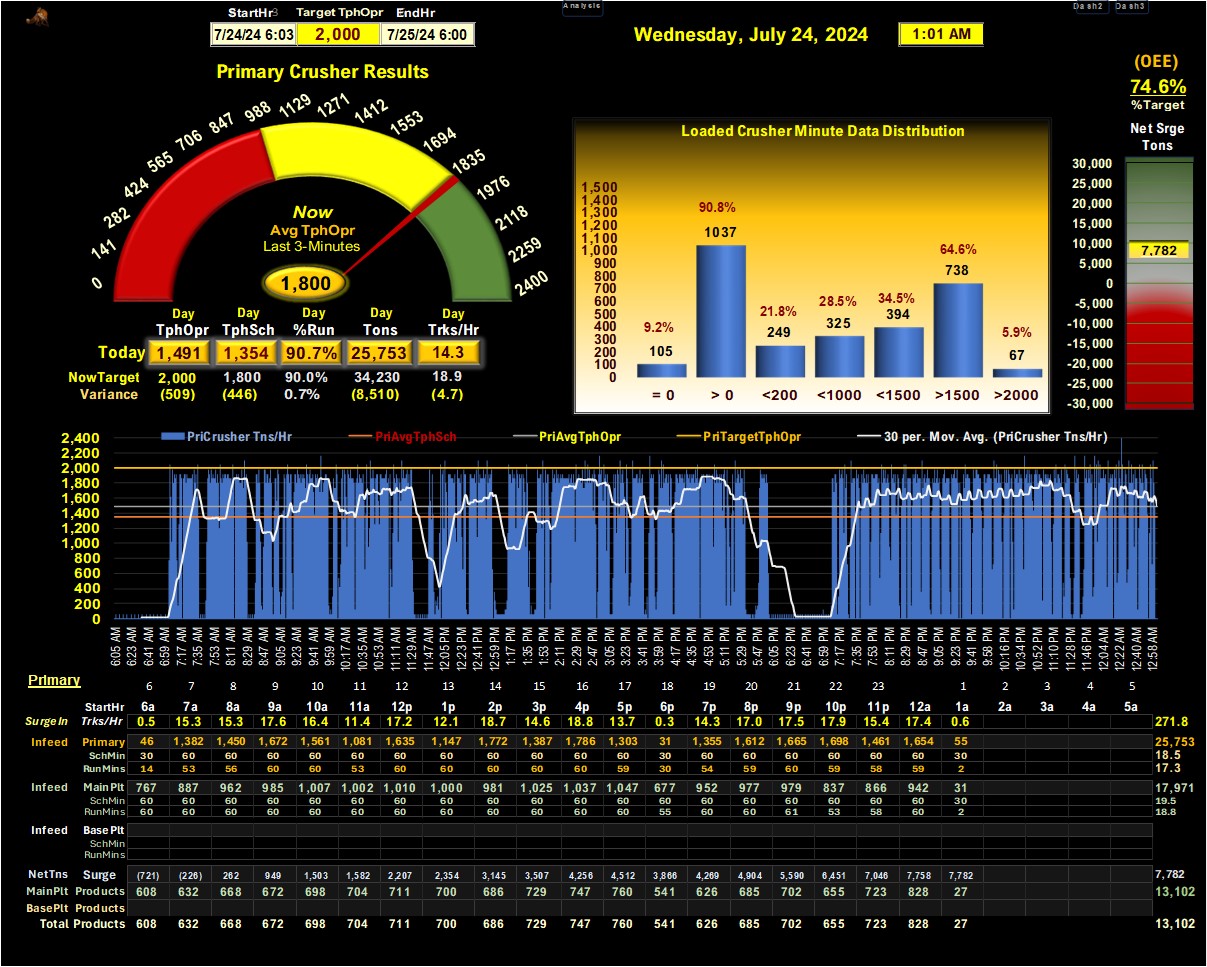 Analysis
Dash2 Dash3
StartHr3 Target TphOpr EndHr
7/24/24 6:03 2,000 7/25/24 6:00
Wednesday, July 24, 2024 1:01 AM
(OEE)
74.6%
%Target
Net Srge
Tons
30,000
25,000
20,000
15,000
10,000
7,782
5,000
0
-5,000
-10,000
-15,000
-20,000
-25,000
-30,000
Primary Crusher Results
0 141 282 424 565 706 847 988 1129 1271 1412 1553 1694 1835 1976 2118 2259 2400
Now
Avg TphOpr
Last 3-Minutes
1,800
Day Day Day Day Day
TphOpr TphSch %Run Tons Trks/Hr
Today 1,491 1,354 90.7% 25,753 14.3
NowTarget 2,000 1,800 90.0% 34,230 18.9
Variance (509) (446) 0.7% (8,510) (4.7)
Loaded Crusher Minute Data Distribution
1,500
1,400
1,300
1,200
1,100
1,000
900
800
700
600
500
400
300
200
100
0
9.2% 90.8% 21.8% 28.5% 34.5% 64.6% 5.9%
105 1037 249 325 394 738 67
= 0 > 0 <200 <1000 <1500 >1500 >2000
PriCrusher Tns/Hr PriAvgTphSch PriAvgTphOpr PriTargetTphOpr 30 per. Mov. Avg. (PriCrusher Tns/Hr)
2,400
2,200
2,000
1,800
1,600
1,400
1,200
1,000
800
600
400
200
0
6:05 AM 6:23 AM 6:41 AM 6:59 AM 7:17 AM 7:35 AM 7:53 AM 8:11 AM 8:29 AM 8:47 AM 9:05 AM 9:23 AM 9:41 AM 9:59 AM 10:17 AM 10:35 AM 10:53 AM 11:11 AM 11:29 AM 11:47 AM 12:05 PM 12:23 PM 12:41 PM 12:59 PM 1:17 PM 1:35 PM 1:53 PM 2:11 PM 2:29 PM 2:47 PM 3:05 PM 3:23 PM 3:41 PM 3:59 PM 4:17 PM 4:35 PM 4:53 PM 5:11 PM 5:29 PM 5:47 PM 6:05 PM 6:23 PM 6:41 PM 6:59 PM 7:17 PM 7:35 PM 8:11 PM 8:29 PM 8:47 PM 9:05 PM 9:23 PM 9:41 PM 9:58 PM 10:16 PM 10:34 PM 10:52 PM 11:10 PM 11:28 PM 11:46 PM 12:04 AM 12:22 AM 12:40 AM 12:58 AM
Primary
6 7 8 9 10 11 12 13 14 15 16 17 18 19 20 21 22 23 1 2 3 4 5
StartHr 6a 7a 8a 9a 10a 11a 12p 1p 2p 3p 4p 5p 6p 7p 8p 9p 10p 11p 12a 1a 2a 3a 4a 5a
SurgeIn Trks/Hr 0.5 15.3 15.3 17.6 16.4 11.4 17.2 12.1 18.7 14.6 18.8 13.7 0.3 14.3 17.0 17.5 17.9 15.4 17.4 0.6 271.8
Infeed Primary 46 1,382 1,450 1,672 1,561 1,081 1,635 1,147 1,772 1,387 1,786 1,303 31 1,355 1,612 1,665 1,698 1,461 1,654 55 25,753
SchMin 30 60 60 60 60 60 60 60 60 60 60 60 60 60 60 60 60 60 60 30 18.5
RunMins 14 53 56 60 60 53 60 60 60 60 60 59 30 54 59 60 59 58 59 2 17.3
Infeed MainPlt 767 887 962 985 1,007 1,002 1,010 1,000 981 1,025 1,037 1,047 677 952 977 979 837 866 942 31 17,971
SchMin 60 60 60 60 60 60 60 60 60 60 60 60 60 60 60 60 60 60 60 30 19.5
RunMins 60 60 60 60 60 60 60 60 60 60 60 60 55 60 60 61 53 58 60 2 18.8
Infeed Base Plt
SchMin
RunMins
NetTns Surge (721) (226) 262 949 1,503 1,582 2,207 2,354 3,145 3,507 4,256 4,512 3,866 4,269 4,904 5,590 6,451 7,046 7,758 7,782 7,782
MainPlt Products 608 632 668 672 698 704 711 700 686 729 747 760 541 626 685 702 655 723 828 27 13,102
BasePlt Products
Total Products 608 632 668 672 698 704 711 700 686 729 747 760 541 626 685 702 655 723 828 27 13,102